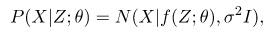 P(X|Z; θ) = N(X|f(Z; θ), σ²I),